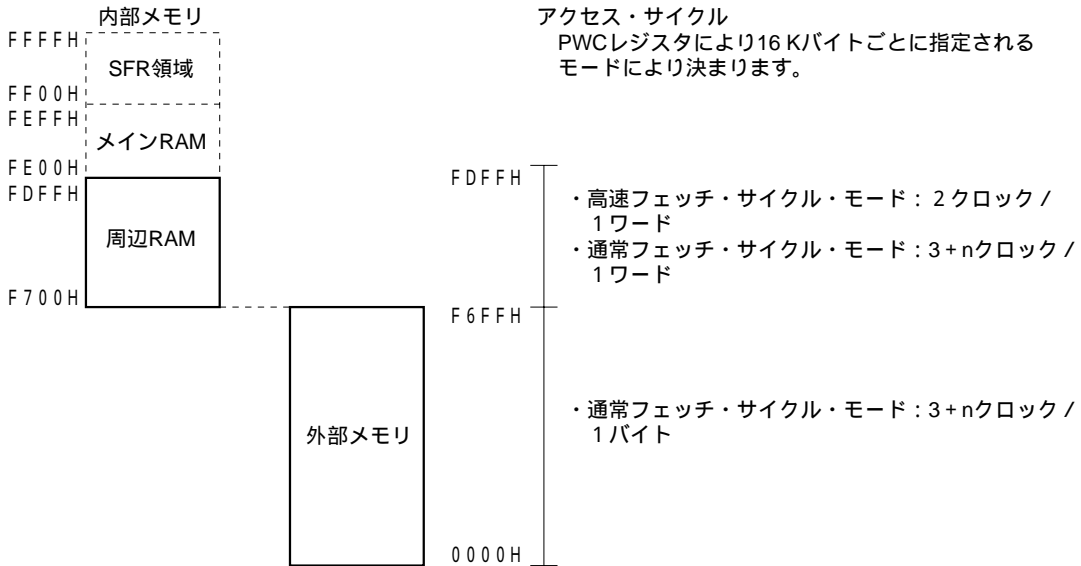 内部メモリ
アクセス・サイクル
FFFFH
PWCレジスタにより16 Kバイトごとに指定される
モードにより決まります。
SFR領域
FF00H
FEFFH
メインRAM
FE00H
FDFFH
FDFFH
・高速フェッチ・サイクル・モード：２クロック／
１ワード
周辺RAM
・通常フェッチ・サイクル・モード：3＋nクロック／
１ワード
F700H
F6FFH
・通常フェッチ・サイクル・モード：3＋nクロック／
１バイト
外部メモリ
0000H